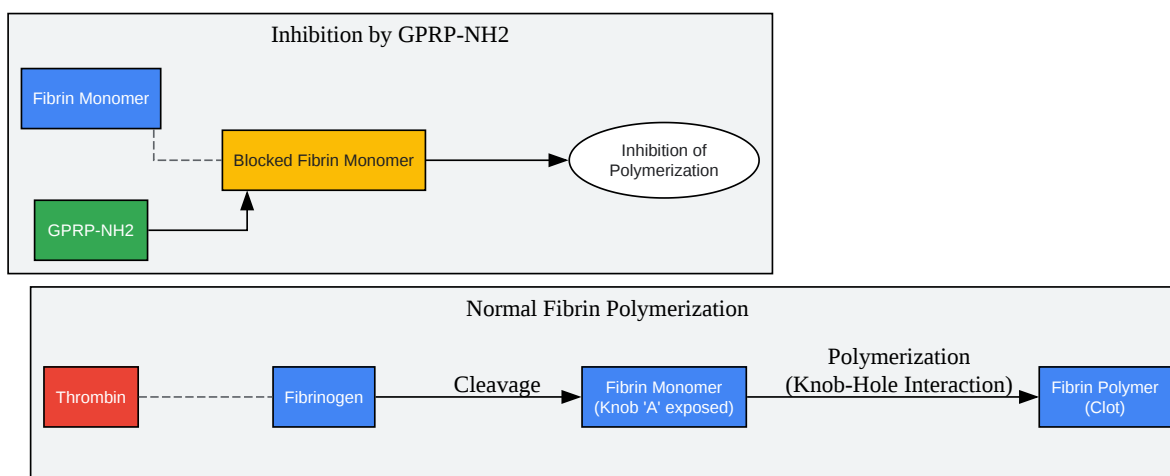 Inhibition by GPRP-NH2
Fibrin Monomer
Blocked Fibrin Monomer
Inhibition of
Polymerization
GPRP-NH2
Normal Fibrin Polymerization
Thrombin
Fibrinogen
Cleavage
Fibrin Monomer
(Knob 'A' exposed)
Polymerization
(Knob-Hole Interaction)
Fibrin Polymer
(Clot)